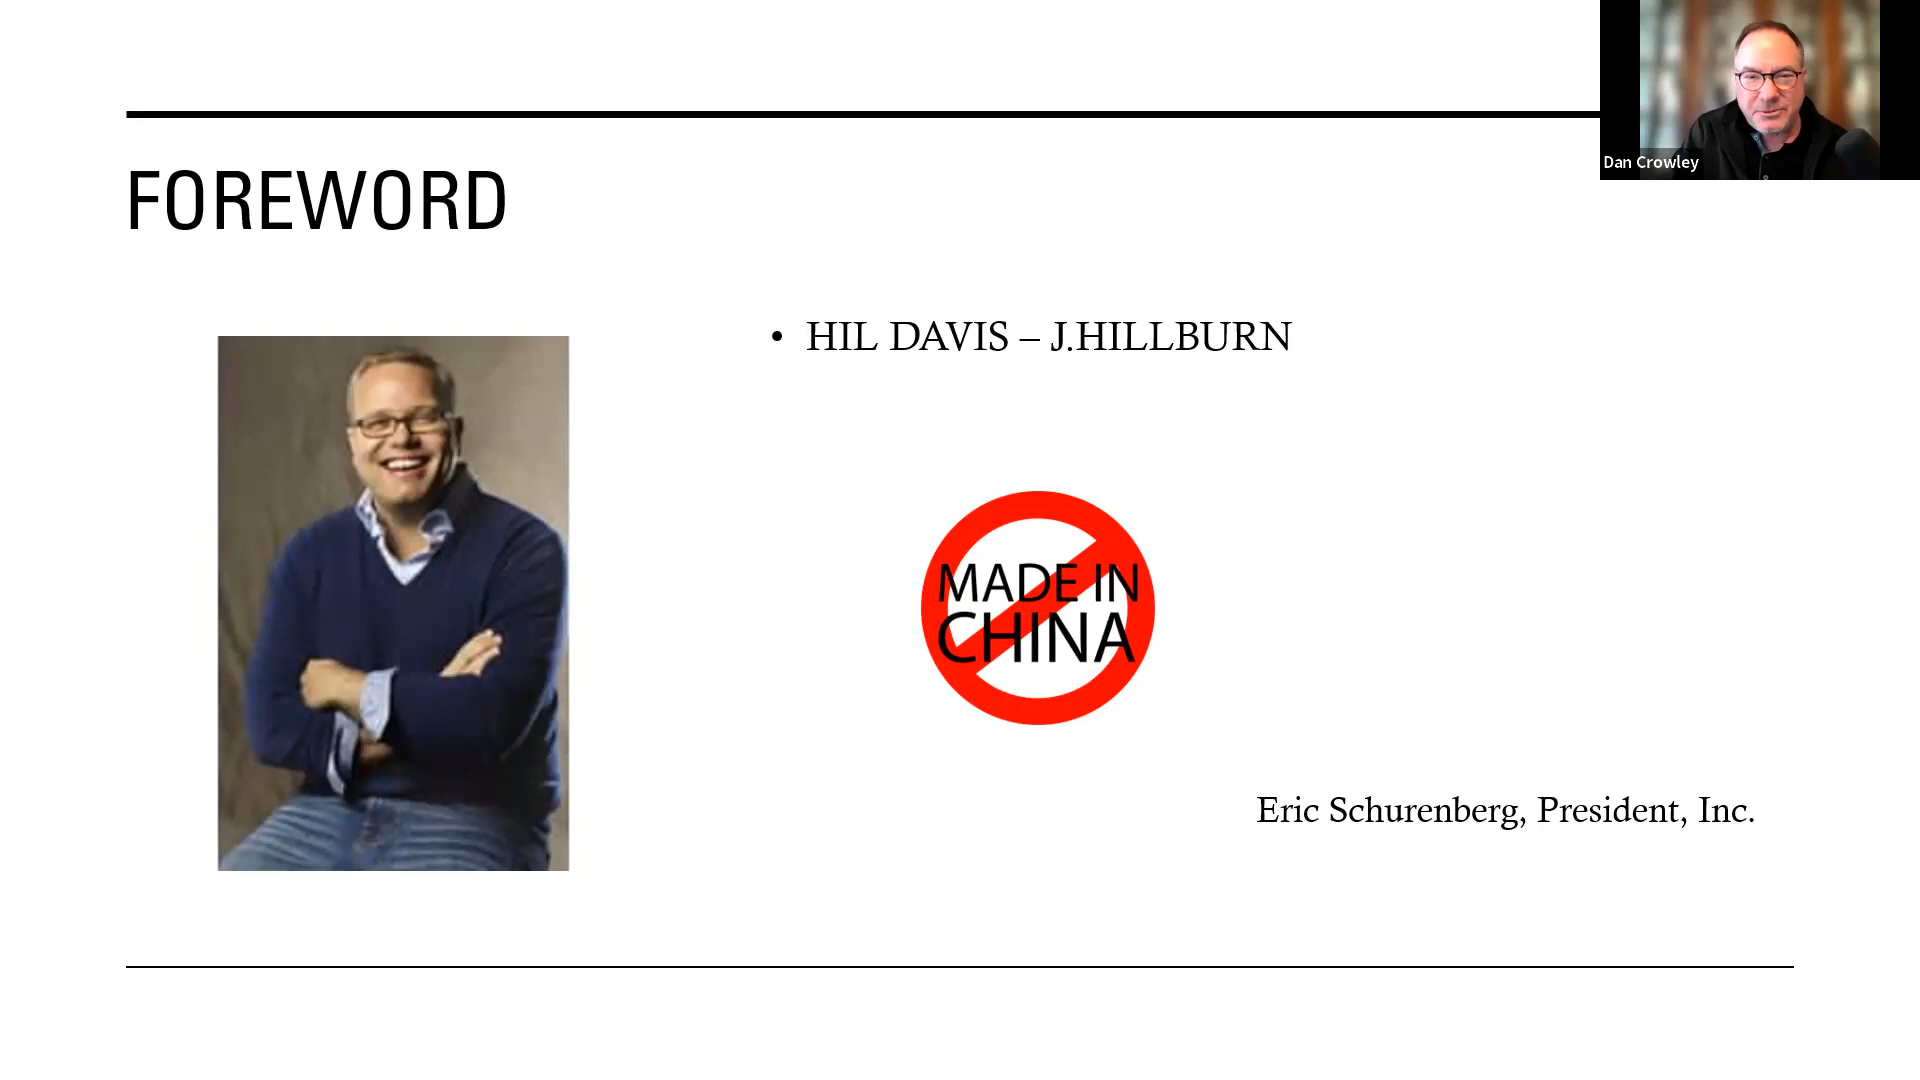 Dan Crowley
FOREWORD
• HIL DAVIS – J.HILLBURN
MADE IN
CHINA
Eric Schurenberg, President, Inc.